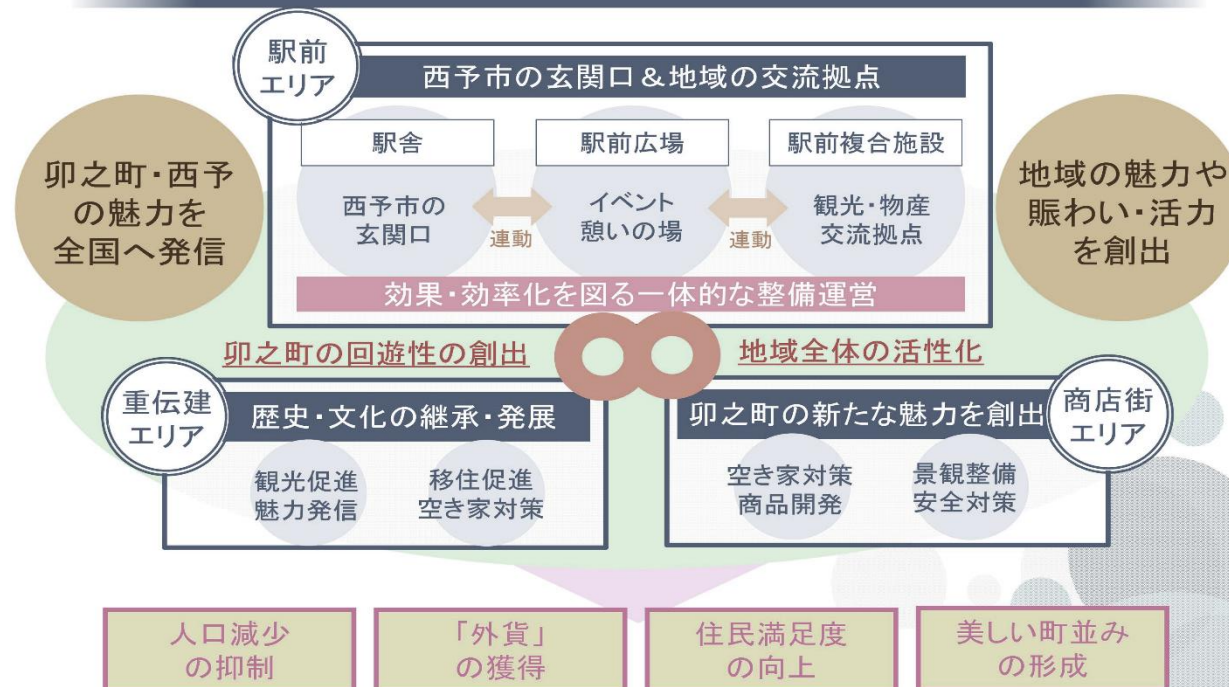 駅前
エリア
西予市の玄関口＆地域の交流拠点
駅舎
駅前広場
駅前複合施設
西予市の
玄関口
連動
イベント
憩いの場
連動
観光・物産
交流拠点
効果・効率化を図る一体的な整備運営
卯之町・西予
の魅力を
全国へ発信
地域の魅力や
賑わい・活力
を創出
卯之町の回遊性の創出
地域全体の活性化
重伝建
エリア
歴史・文化の継承・発展
観光促進
魅力発信
移住促進
空き家対策
卯之町の新たな魅力を創出
商店街
エリア
空き家対策
商品開発
景観整備
安全対策
人口減少
の抑制
「外貨」
の獲得
住民満足度
の向上
美しい町並み
の形成